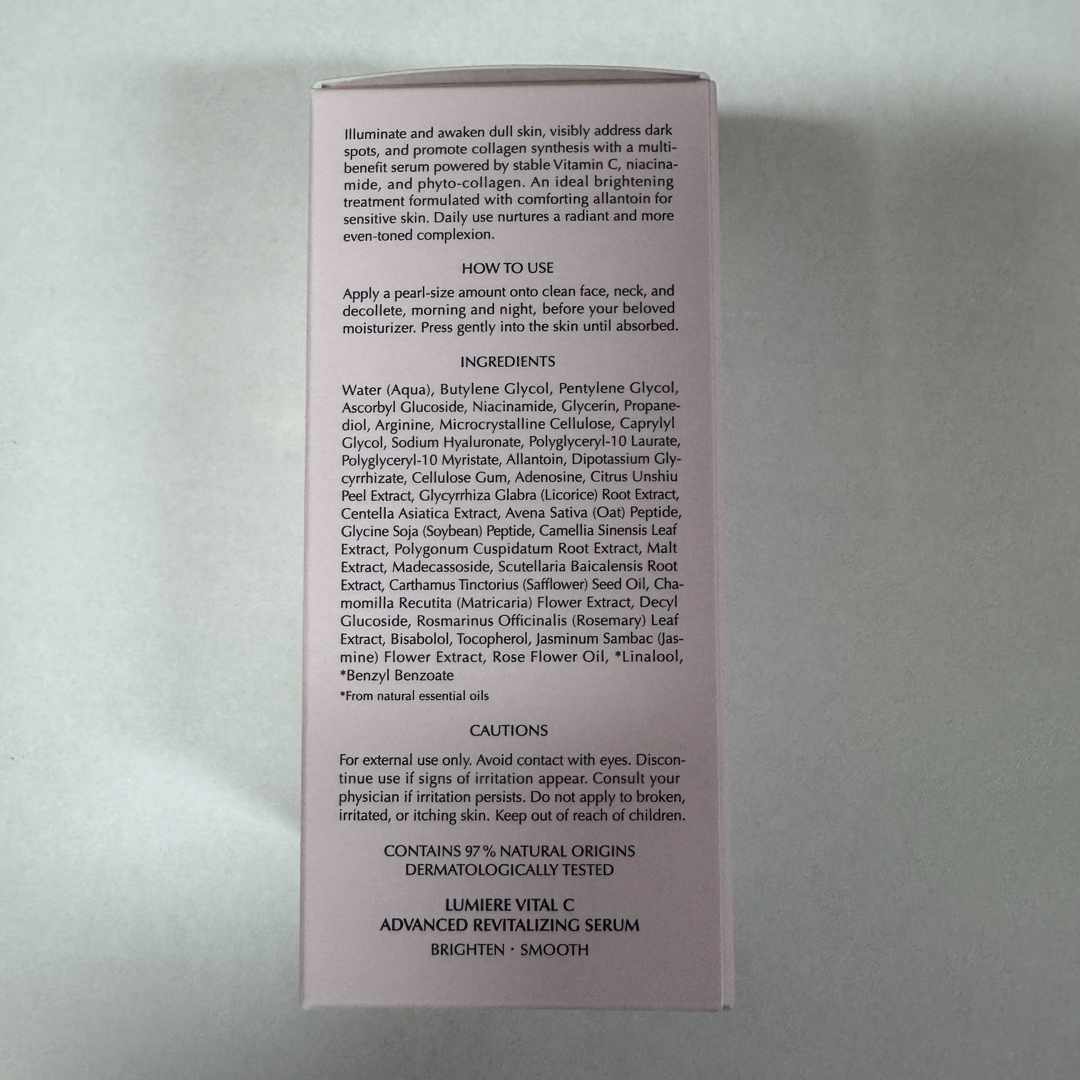 Illuminate and awaken dull skin, visibly address dark
spots, and promote collagen synthesis with a multi-
benefit serum powered by stable Vitamin C, niacina-
mide, and phyto-collagen. An ideal brightening
treatment formulated with comforting allantoin for
sensitive skin. Daily use nurtures a radiant and more
even-toned complexion.
HOW TO USE
Apply a pearl-size amount onto clean face, neck, and
decollete, morning and night, before your beloved
moisturizer. Press gently into the skin until absorbed.
INGREDIENTS
Water (Aqua), Butylene Glycol, Pentylene Glycol,
Ascorbyl Glucoside, Niacinamide, Glycerin, Propane-
diol, Arginine, Microcrystalline Cellulose, Caprylyl
Glycol, Sodium Hyaluronate, Polyglyceryl-10 Laurate,
Polyglyceryl-10 Myristate, Allantoin, Dipotassium Gly-
cyrrhizate, Cellulose Gum, Adenosine, Citrus Unshiu
Peel Extract, Glycyrrhiza Glabra (Licorice) Root Extract,
Centella Asiatica Extract, Avena Sativa (Oat) Peptide,
Glycine Soja (Soybean) Peptide, Camellia Sinensis Leaf
Extract, Polygonum Cuspidatum Root Extract, Malt
Extract, Madecassoside, Scutellaria Baicalensis Root
Extract, Carthamus Tinctorius (Safflower) Seed Oil, Cha-
momilla Recutita (Matricaria) Flower Extract, Decyl
Glucoside, Rosmarinus Officinalis (Rosemary) Leaf
Extract, Bisabolol, Tocopherol, Jasminum Sambac (Jas-
mine) Flower Extract, Rose Flower Oil, *Linalool,
*Benzyl Benzoate
*From natural essential oils
CAUTIONS
For external use only. Avoid contact with eyes. Discon-
tinue use if signs of irritation appear. Consult your
physician if irritation persists. Do not apply to broken,
irritated, or itching skin. Keep out of reach of children.
CONTAINS 97 % NATURAL ORIGINS
DERMATOLOGICALLY TESTED
LUMIERE VITAL C
ADVANCED REVITALIZING SERUM
BRIGHTEN · SMOOTH